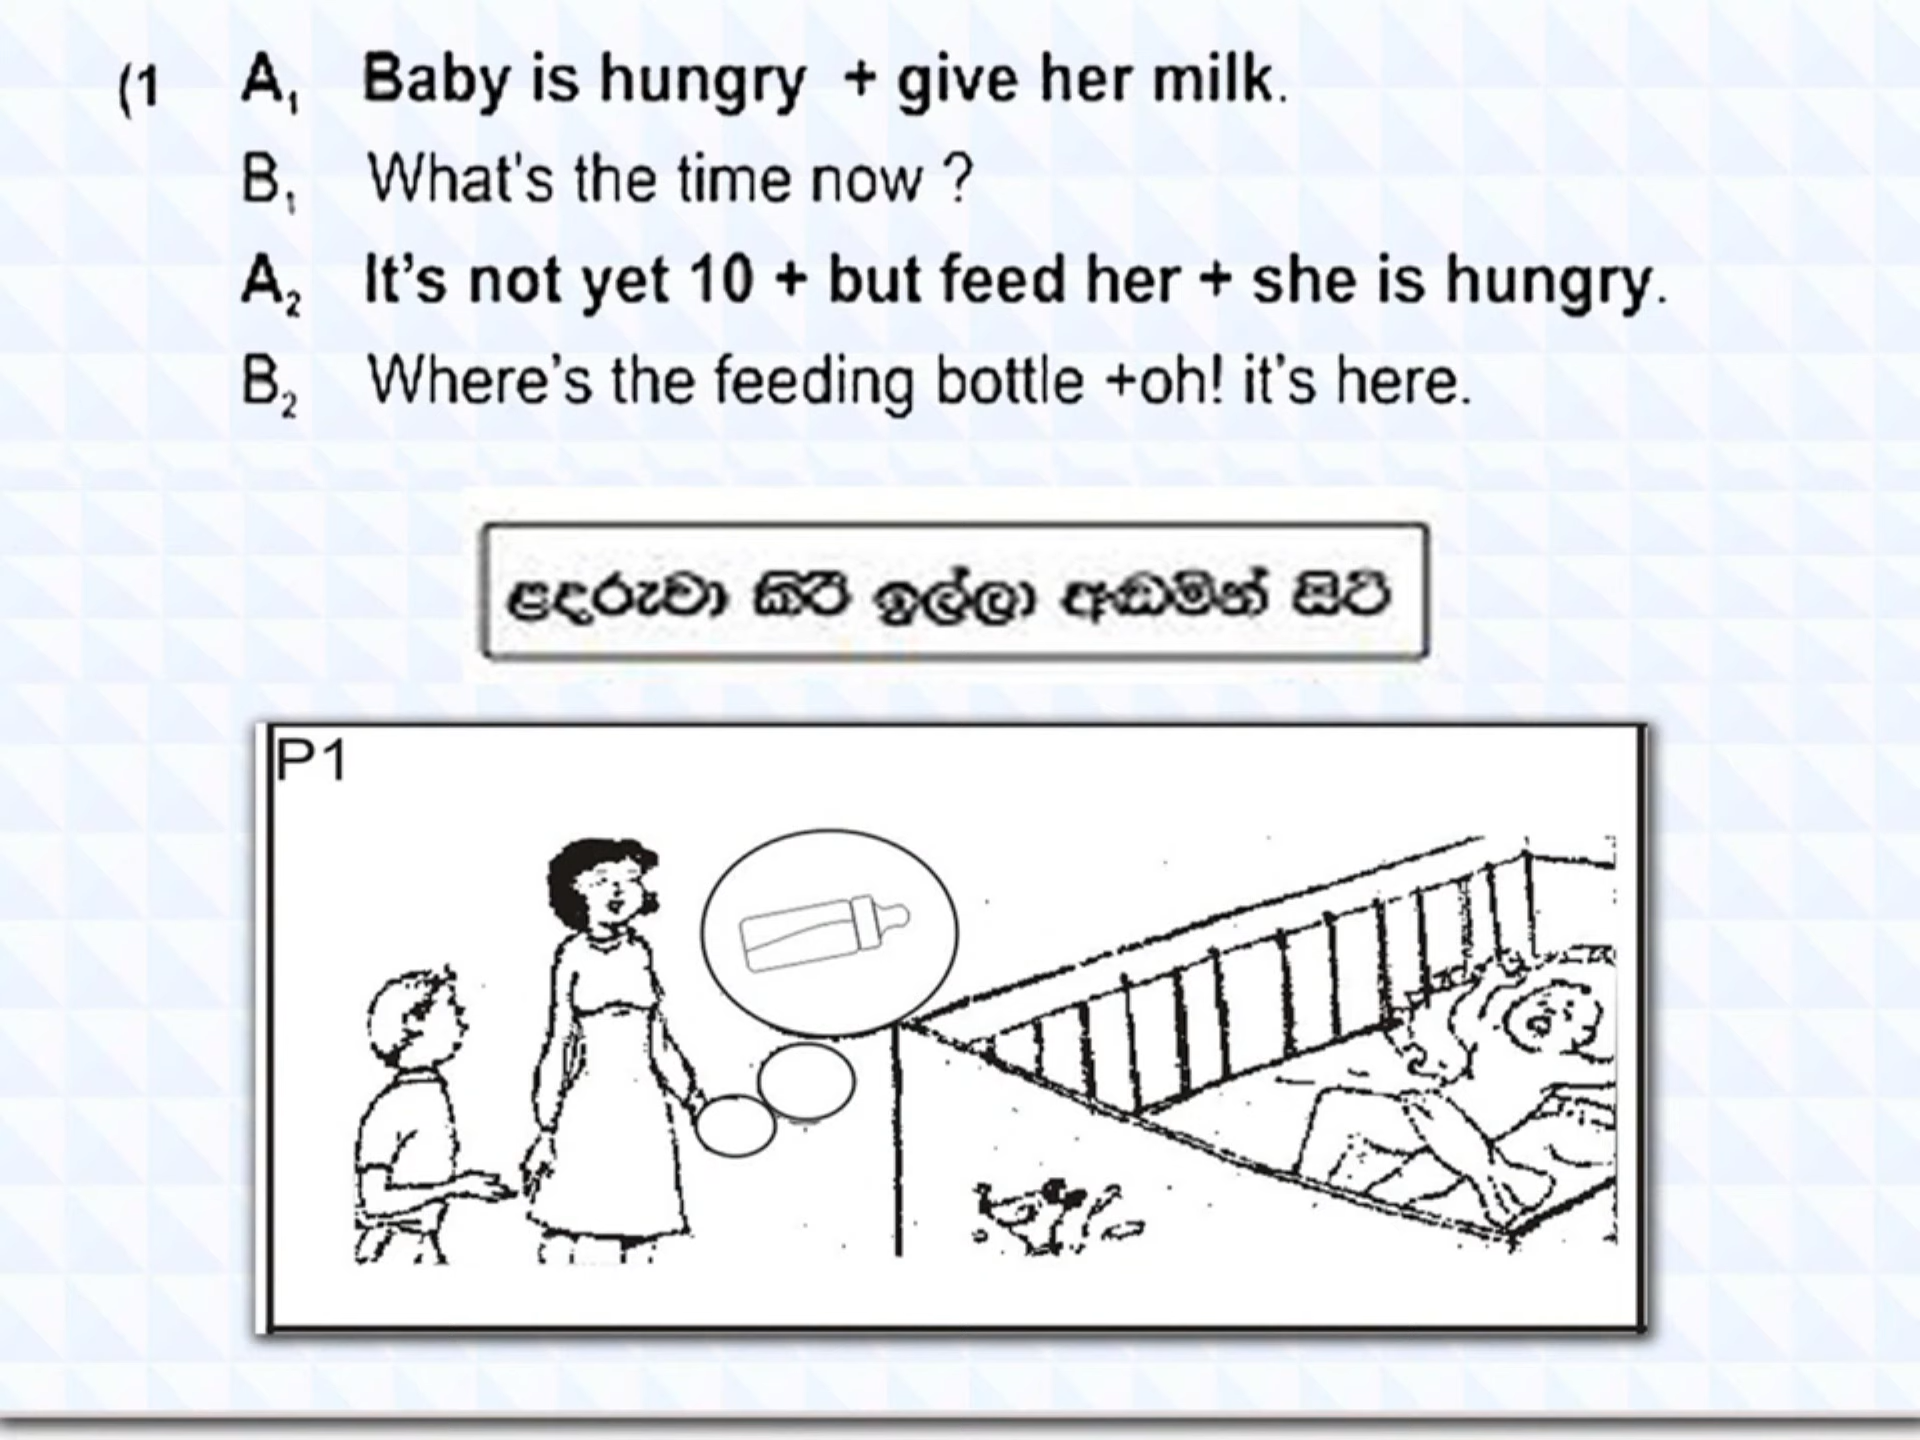 (1 A₁ Baby is hungry + give her milk.
B₁ What's the time now ?
A₂ It’s not yet 10 + but feed her + she is hungry.
B₂ Where’s the feeding bottle +oh! it’s here.
ළදරුවා කිරි ඉල්ලා අඬමින් සිටී
P1